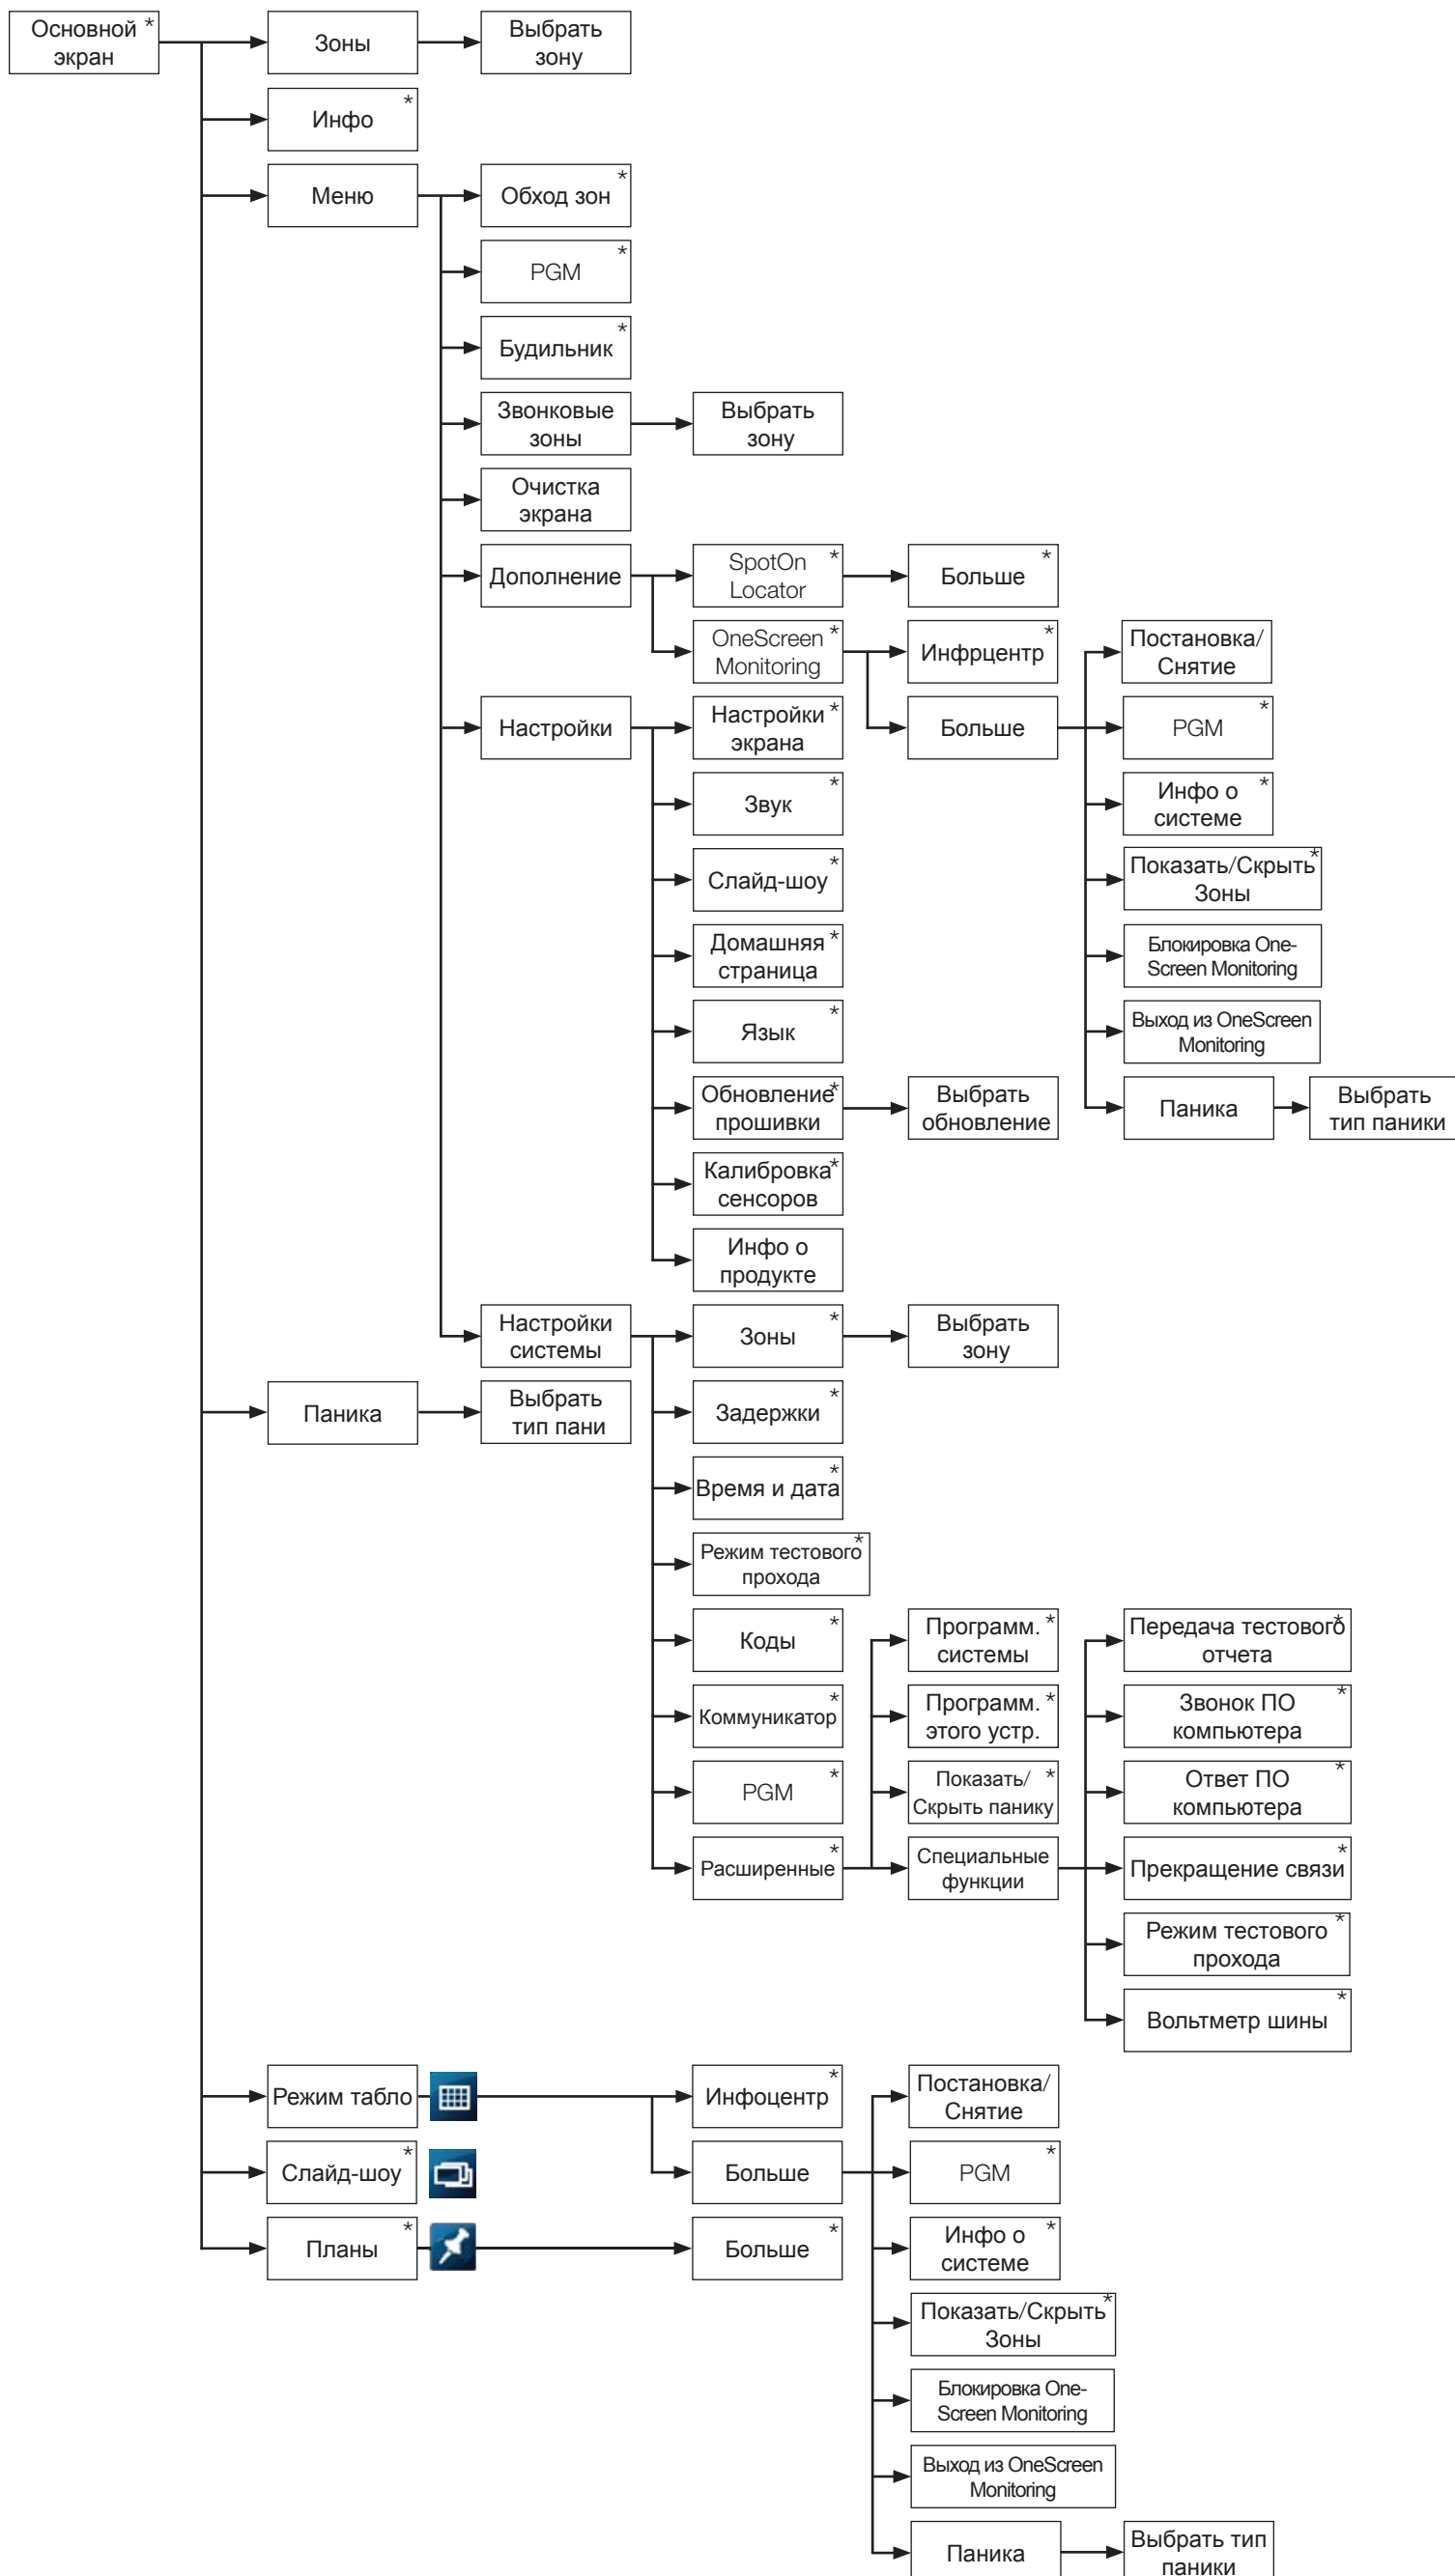 Основной *
экран
Зоны
Выбрать
зону
Инфо *
Меню
Обход зон *
PGM *
Будильник *
Звонковые
зоны
Выбрать
зону
Очистка
экрана
Дополнение
SpotOn *
Locator
Больше *
OneScreen *
Monitoring
Инфрцентр *
Больше
Постановка/
Снятие
PGM *
Инфо о *
системе
Показать/Скрыть *
Зоны
Блокировка One-
Screen Monitoring
Выход из OneScreen
Monitoring
Паника
Выбрать
тип паники
Настройки
Настройки *
экрана
Звук *
Слайд-шоу *
Домашняя *
страница
Язык *
Обновление *
прошивки
Выбрать
обновление
Калибровка *
сенсоров
Инфо о
продукте
Настройки
системы
Зоны *
Выбрать
зону
Задержки *
Время и дата *
Режим тестового *
прохода
Коды *
Коммуникатор *
PGM *
Расширенные *
Программ. *
системы
Программ. *
этого устр.
Показать/ *
Скрыть панику
Специальные
функции
Передача тестового *
отчета
Звонок ПО *
компьютера
Ответ ПО *
компьютера
Прекращение связи *
Режим тестового *
прохода
Вольтметр шины *
Паника
Выбрать
тип пани
Режим табло
Инфоцентр *
Больше
Постановка/
Снятие
PGM *
Инфо о *
системе
Показать/Скрыть *
Зоны
Блокировка One-
Screen Monitoring
Выход из OneScreen
Monitoring
Паника
Выбрать тип
паники
Слайд-шоу *
Планы *
Больше *